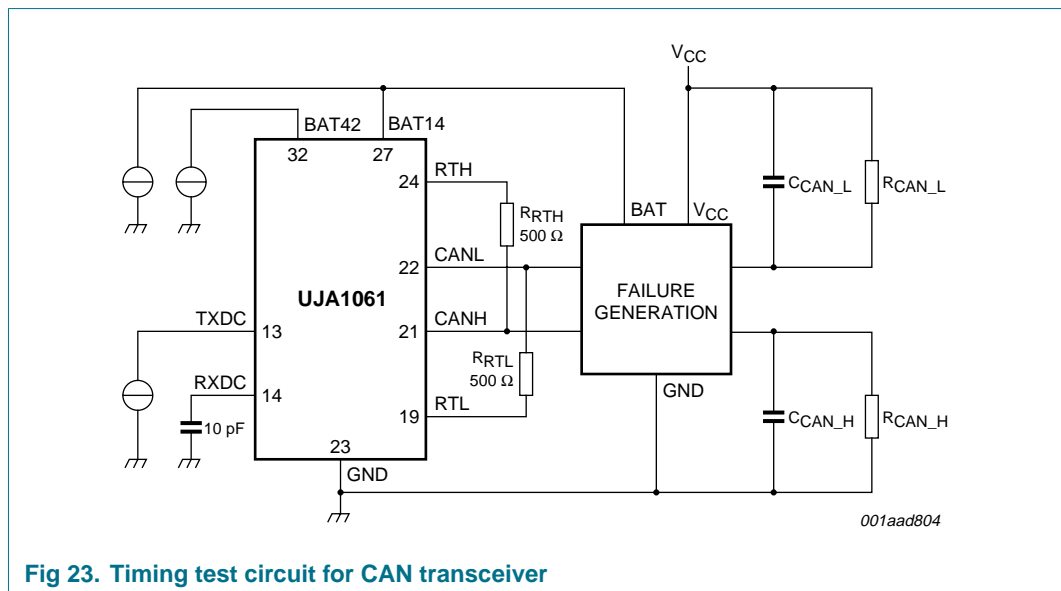 VCC
BAT42
BAT14
32
27
RTH
24
RRTH
500 Ω
BAT
VCC
CCAN_L
RCAN_L
CANL
22
UJA1061
FAILURE
GENERATION
TXDC
13
CANH
21
RRTL
500 Ω
RXDC
14
10 pF
RTL
19
GND
CCAN_H
RCAN_H
23
GND
001aad804
Fig 23. Timing test circuit for CAN transceiver